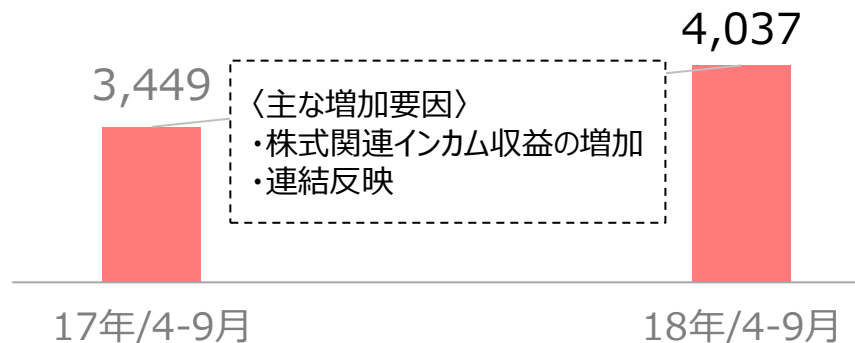 4,037
3,449
〈主な増加要因〉
・株式関連インカム収益の増加
・連結反映
17年/4-9月
18年/4-9月